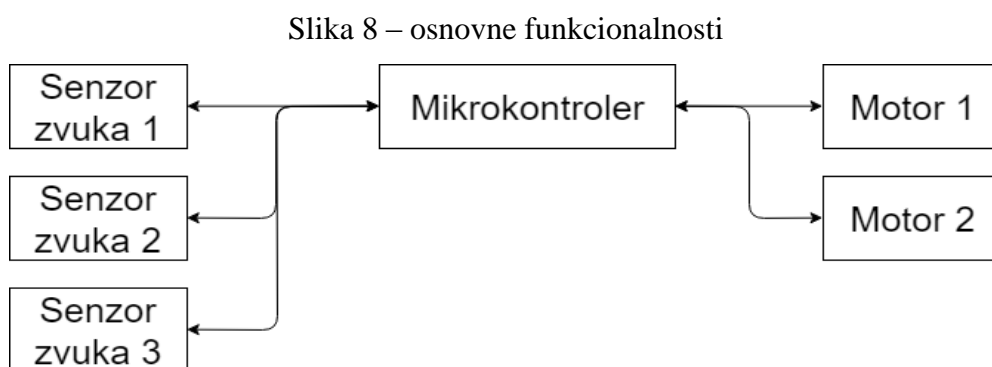 Slika 8 – osnovne funkcionalnosti
Senzor
zvuka 1
Mikrokontroler
Motor 1
Senzor
zvuka 2
Motor 2
Senzor
zvuka 3